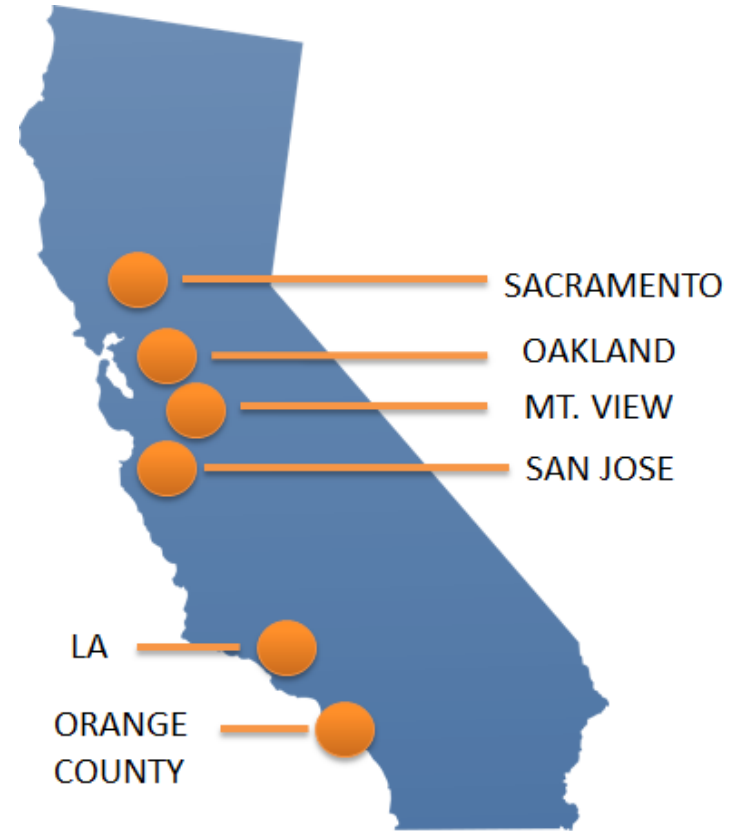 SACRAMENTO
OAKLAND
MT. VIEW
SAN JOSE
LA
ORANGE
COUNTY